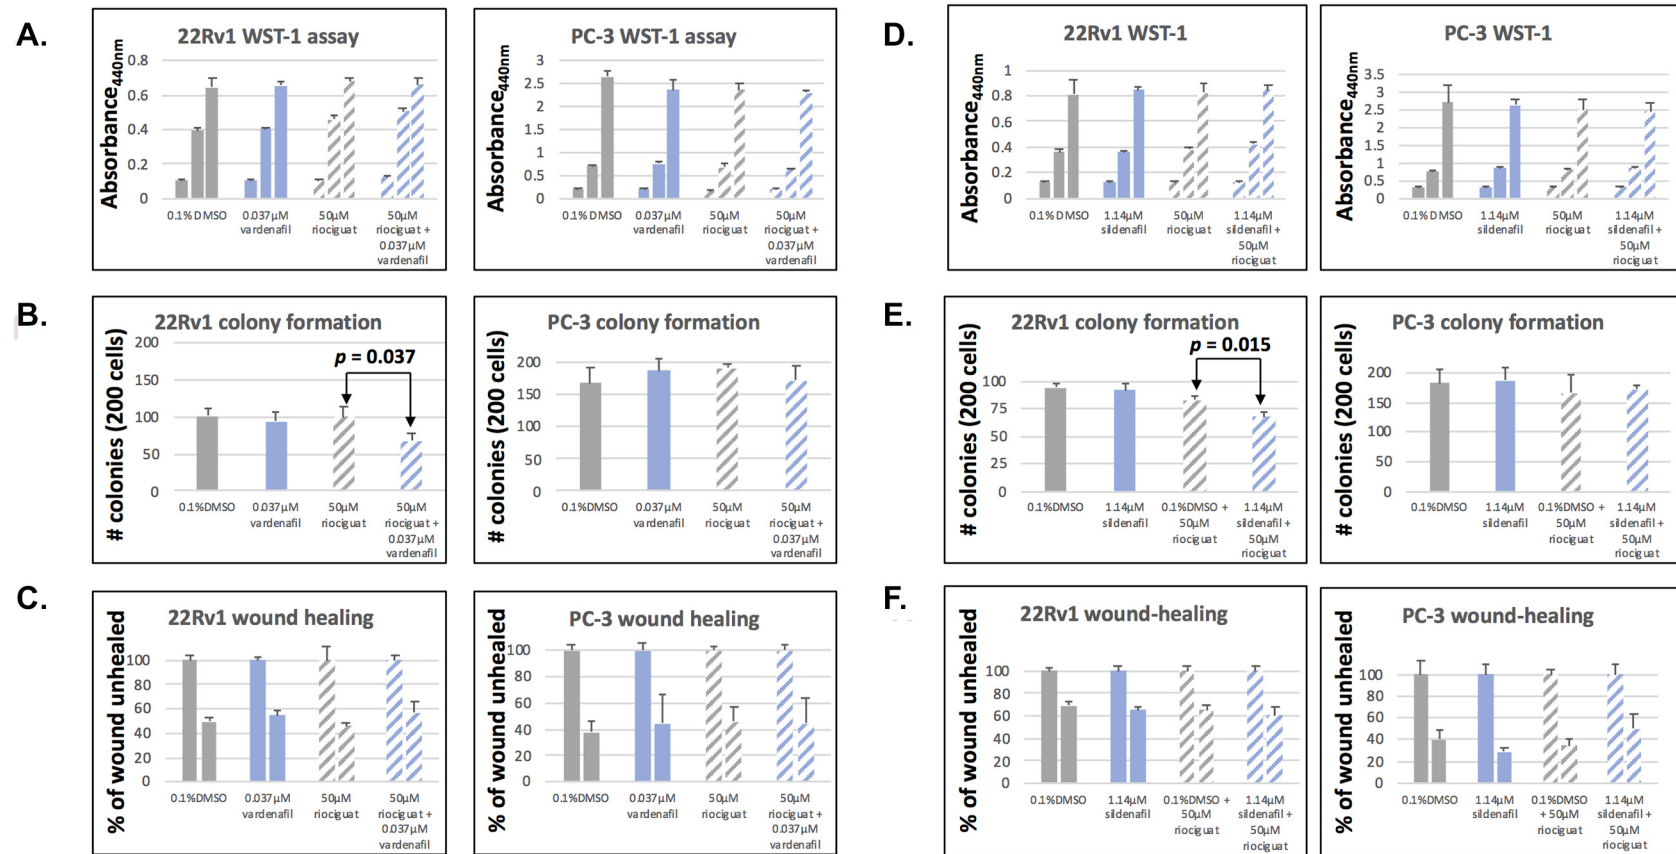 A.
22Rv1 WST-1 assay
Absorbance440nm
0.8
0.6
0.4
0.2
0
0.1% DMSO
0.037µM
vardenafil
50µM
riociguat
50µM
riociguat +
0.037µM
vardenafil
PC-3 WST-1 assay
Absorbance440nm
3
2.5
2
1.5
1
0.5
0
0.1% DMSO
0.037µM
vardenafil
50µM
riociguat
50µM
riociguat +
0.037µM
vardenafil
D.
22Rv1 WST-1
Absorbance440nm
1
0.8
0.6
0.4
0.2
0
0.1% DMSO
1.14µM
sildenafil
50µM
riociguat
1.14µM
sildenafil +
50µM
riociguat
PC-3 WST-1
Absorbance440nm
3.5
3
2.5
2
1.5
1
0.5
0
0.1% DMSO
1.14µM
sildenafil
50µM
riociguat
1.14µM
sildenafil +
50µM
riociguat
B.
22Rv1 colony formation
# colonies (200 cells)
200
150
100
50
0
p = 0.037
0.1%DMSO
0.037µM
vardenafil
50µM
riociguat
50µM
riociguat +
0.037µM
vardenafil
PC-3 colony formation
# colonies (200 cells)
200
150
100
50
0
0.1%DMSO
0.037µM
vardenafil
50µM
riociguat
50µM
riociguat +
0.037µM
vardenafil
E.
22Rv1 colony formation
# colonies (200 cells)
p = 0.015
100
75
50
25
0
0.1%DMSO
1.14µM
sildenafil
0.1%DMSO +
50µM
riociguat
1.14µM
sildenafil +
50µM
riociguat
PC-3 colony formation
# colonies (200 cells)
200
150
100
50
0
0.1%DMSO
1.14µM
sildenafil
0.1%DMSO +
50µM
riociguat
1.14µM
sildenafil +
50µM
riociguat
C.
22Rv1 wound healing
% of wound unhealed
100
80
60
40
20
0
0.1%DMSO
0.037µM
vardenafil
50µM
riociguat
50µM
riociguat +
0.037µM
vardenafil
PC-3 wound healing
% of wound unhealed
100
80
60
40
20
0
0.1%DMSO
0.037µM
vardenafil
50µM
riociguat
50µM
riociguat +
0.037µM
vardenafil
F.
22Rv1 wound-healing
% of wound unhealed
100
80
60
40
20
0
0.1%DMSO
1.14µM
sildenafil
0.1%DMSO +
50µM
riociguat
1.14µM
sildenafil +
50µM
riociguat
PC-3 wound-healing
% of wound unhealed
100
80
60
40
20
0
0.1%DMSO
1.14µM
sildenafil
0.1%DMSO
+ 50µM
riociguat
1.14µM
sildenafil +
50µM
riociguat